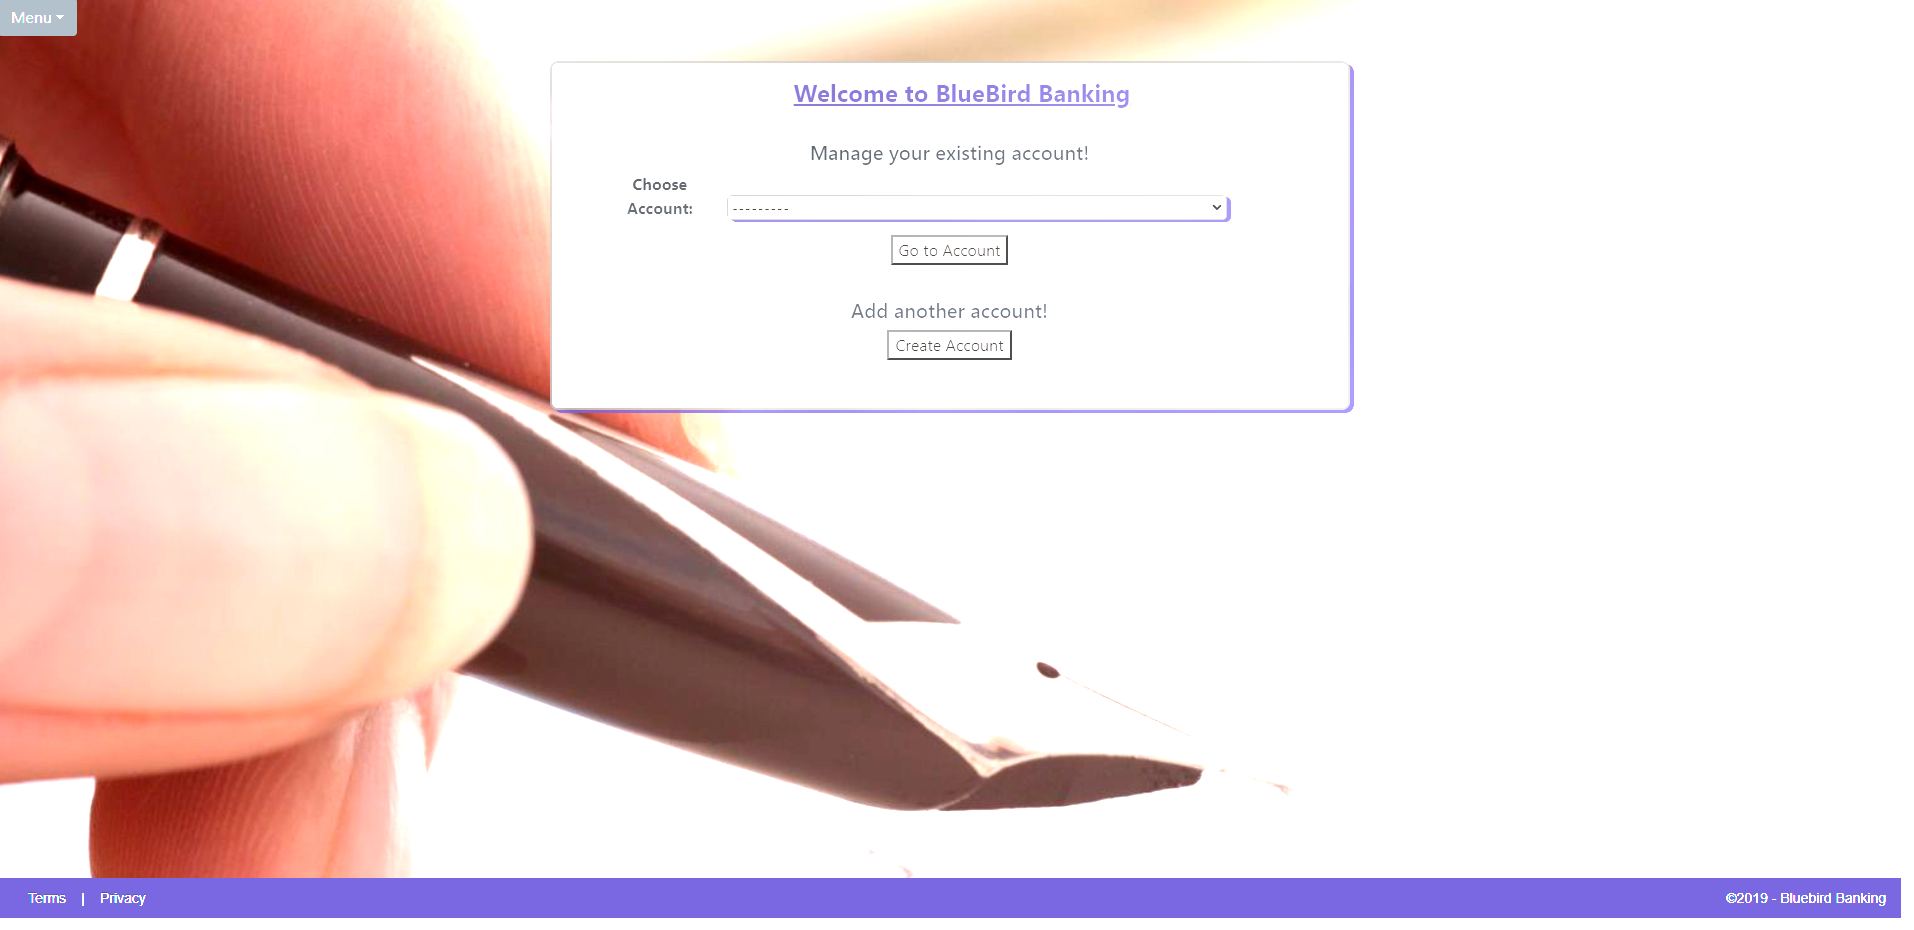 Menu
Welcome to BlueBird Banking
Manage your existing account!
Choose
Account:
---------
Go to Account
Add another account!
Create Account
Terms | Privacy
©2019 - Bluebird Banking